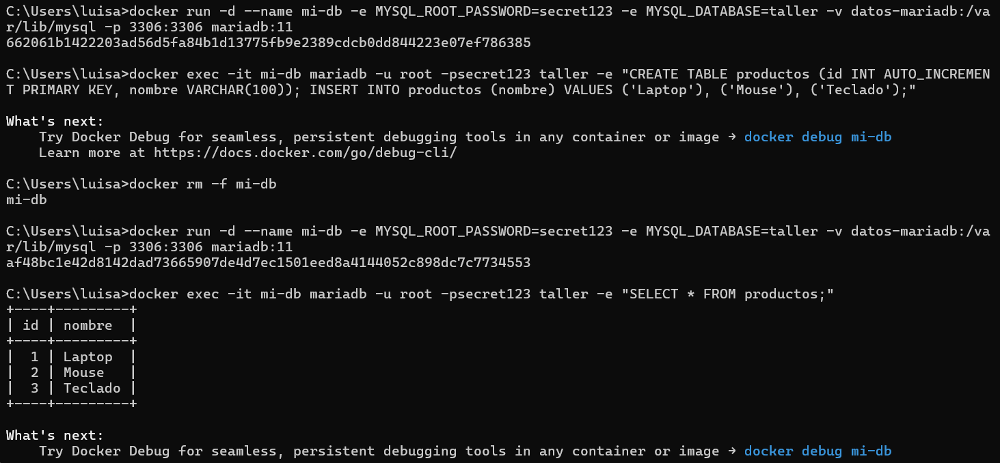 C:\Users\luisa>docker run -d --name mi-db -e MYSQL_ROOT_PASSWORD=secret123 -e MYSQL_DATABASE=taller -v datos-mariadb:/va
r/lib/mysql -p 3306:3306 mariadb:11
662061b1422203ad56d5fa84b1d13775fb9e2389cdcb0dd844223e07ef786385
C:\Users\luisa>docker exec -it mi-db mariadb -u root -psecret123 taller -e "CREATE TABLE productos (id INT AUTO_INCREMEN
T PRIMARY KEY, nombre VARCHAR(100)); INSERT INTO productos (nombre) VALUES ('Laptop'), ('Mouse'), ('Teclado');"
What's next:
    Try Docker Debug for seamless, persistent debugging tools in any container or image → docker debug mi-db
    Learn more at https://docs.docker.com/go/debug-cli/
C:\Users\luisa>docker rm -f mi-db
mi-db
C:\Users\luisa>docker run -d --name mi-db -e MYSQL_ROOT_PASSWORD=secret123 -e MYSQL_DATABASE=taller -v datos-mariadb:/va
r/lib/mysql -p 3306:3306 mariadb:11
af48bc1e42d8142dad73665907de4d7ec1501eed8a4144052c898dc7c7734553
C:\Users\luisa>docker exec -it mi-db mariadb -u root -psecret123 taller -e "SELECT * FROM productos;"
+----+---------+
| id | nombre  |
+----+---------+
|  1 | Laptop  |
|  2 | Mouse   |
|  3 | Teclado |
+----+---------+
What's next:
    Try Docker Debug for seamless, persistent debugging tools in any container or image → docker debug mi-db